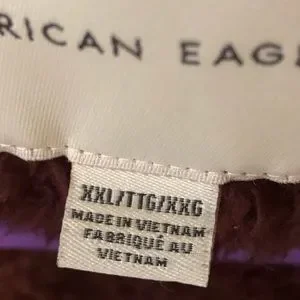 RICAN EAG
XXL/TTG/XXG
MADE IN VIETNAM
FABRIQUÉ AU
VIETNAM